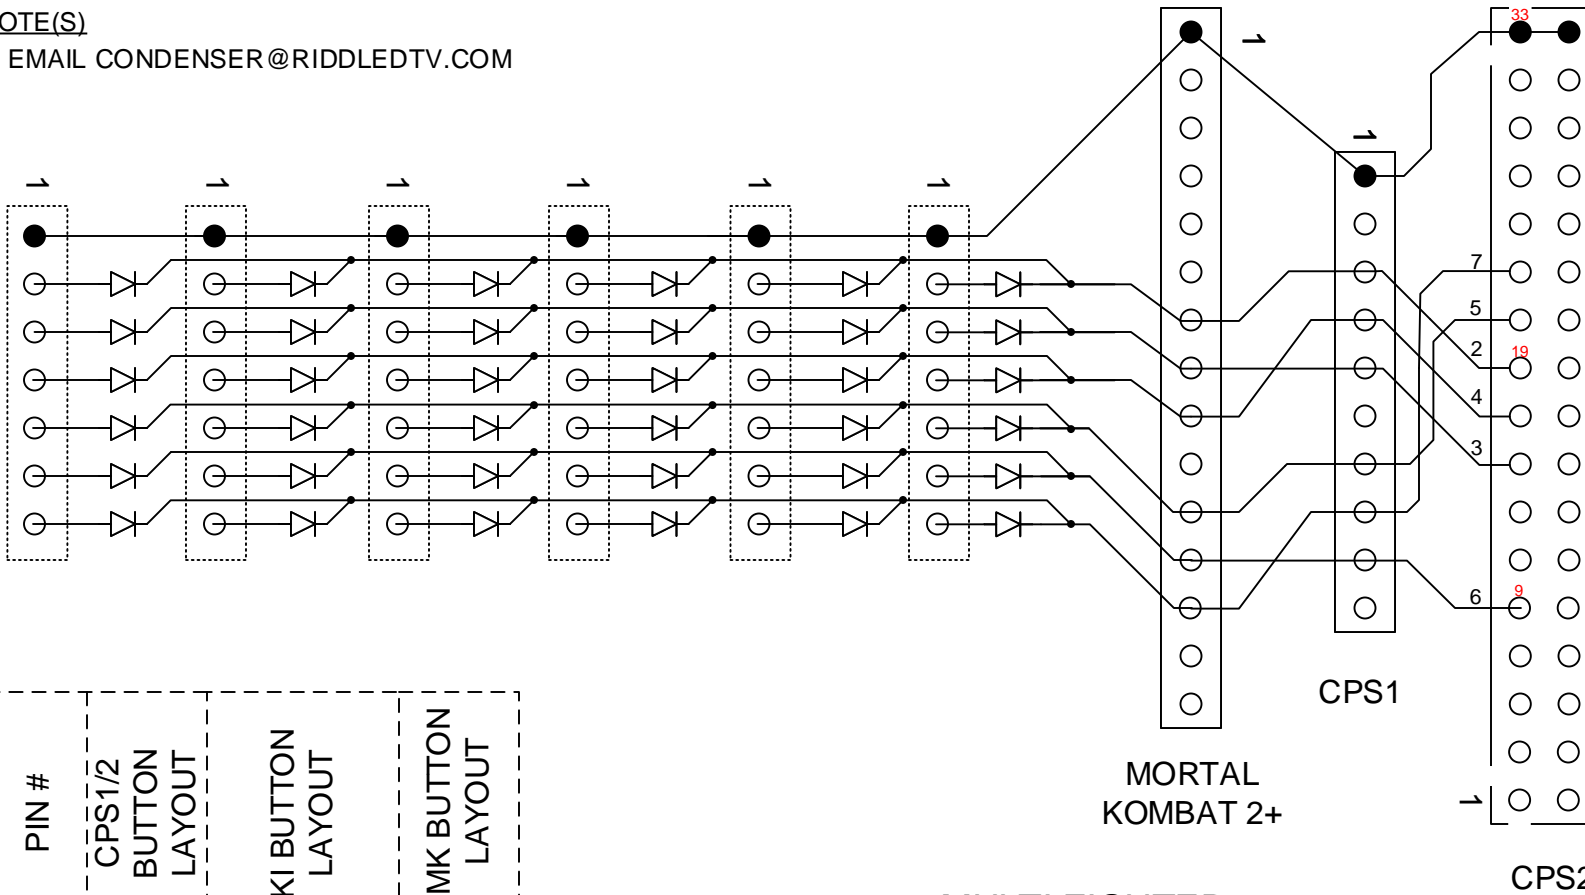 OTE(S)
EMAIL CONDENSER@RIDDLEDTV.COM
1
1
1
1
1
1
1
1
33
7
5
2
19
4
3
6
9
1
CPS1
MORTAL
KOMBAT 2+
CPS2
PIN #
CPS1/2
BUTTON
LAYOUT
KI BUTTON
LAYOUT
MK BUTTON
LAYOUT